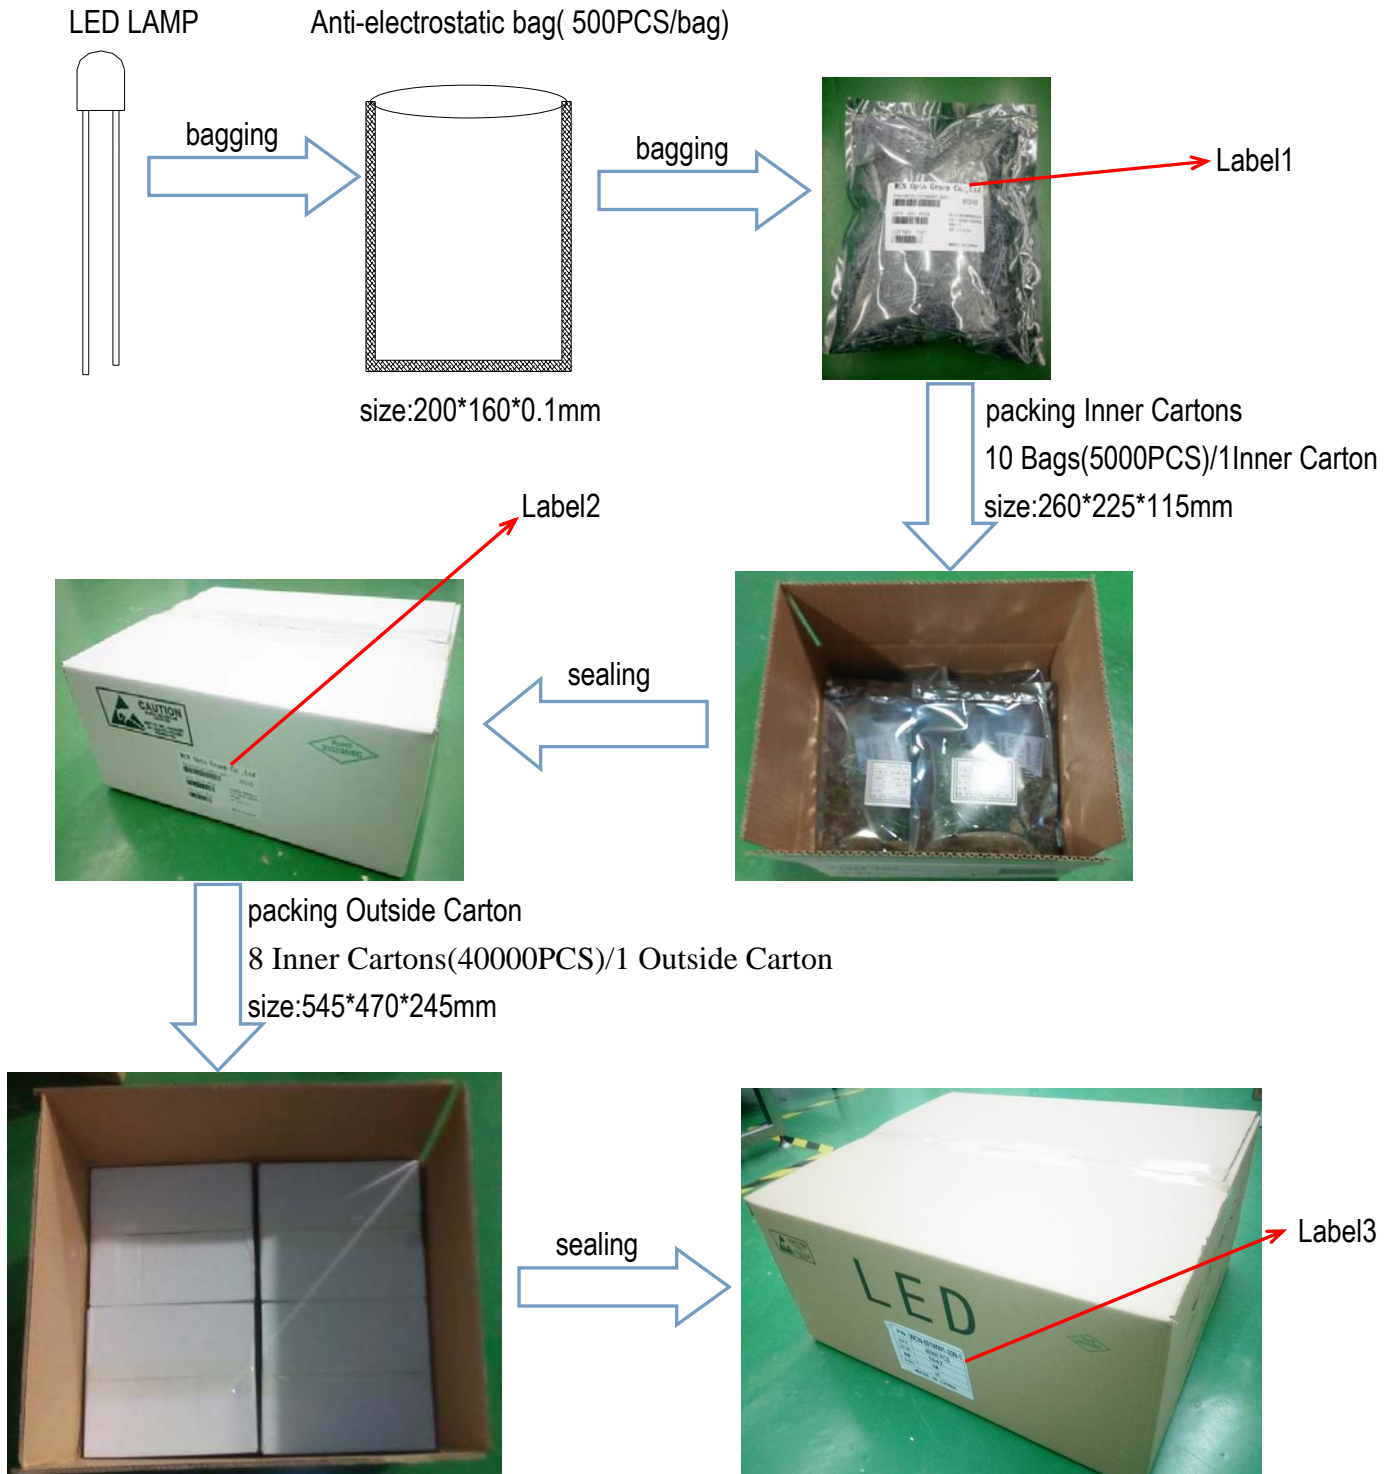 LED LAMP
Anti-electrostatic bag( 500PCS/bag)
bagging
bagging
Label1
size:200*160*0.1mm
packing Inner Cartons
10 Bags(5000PCS)/1Inner Carton
size:260*225*115mm
Label2
sealing
CAUTION
packing Outside Carton
8 Inner Cartons(40000PCS)/1 Outside Carton
size:545*470*245mm
sealing
Label3
LED